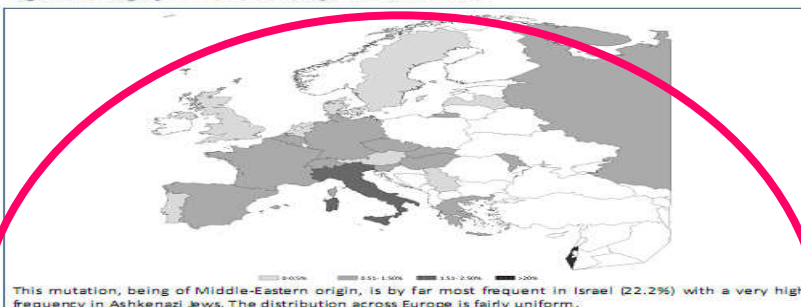 0-0.5% 0.51- 1.50% 1.51- 2.50% >20%
This mutation, being of Middle-Eastern origin, is by far most frequent in Israel (22.2%) with a very high
frequency in Ashkenazi Jews. The distribution across Europe is fairly uniform.